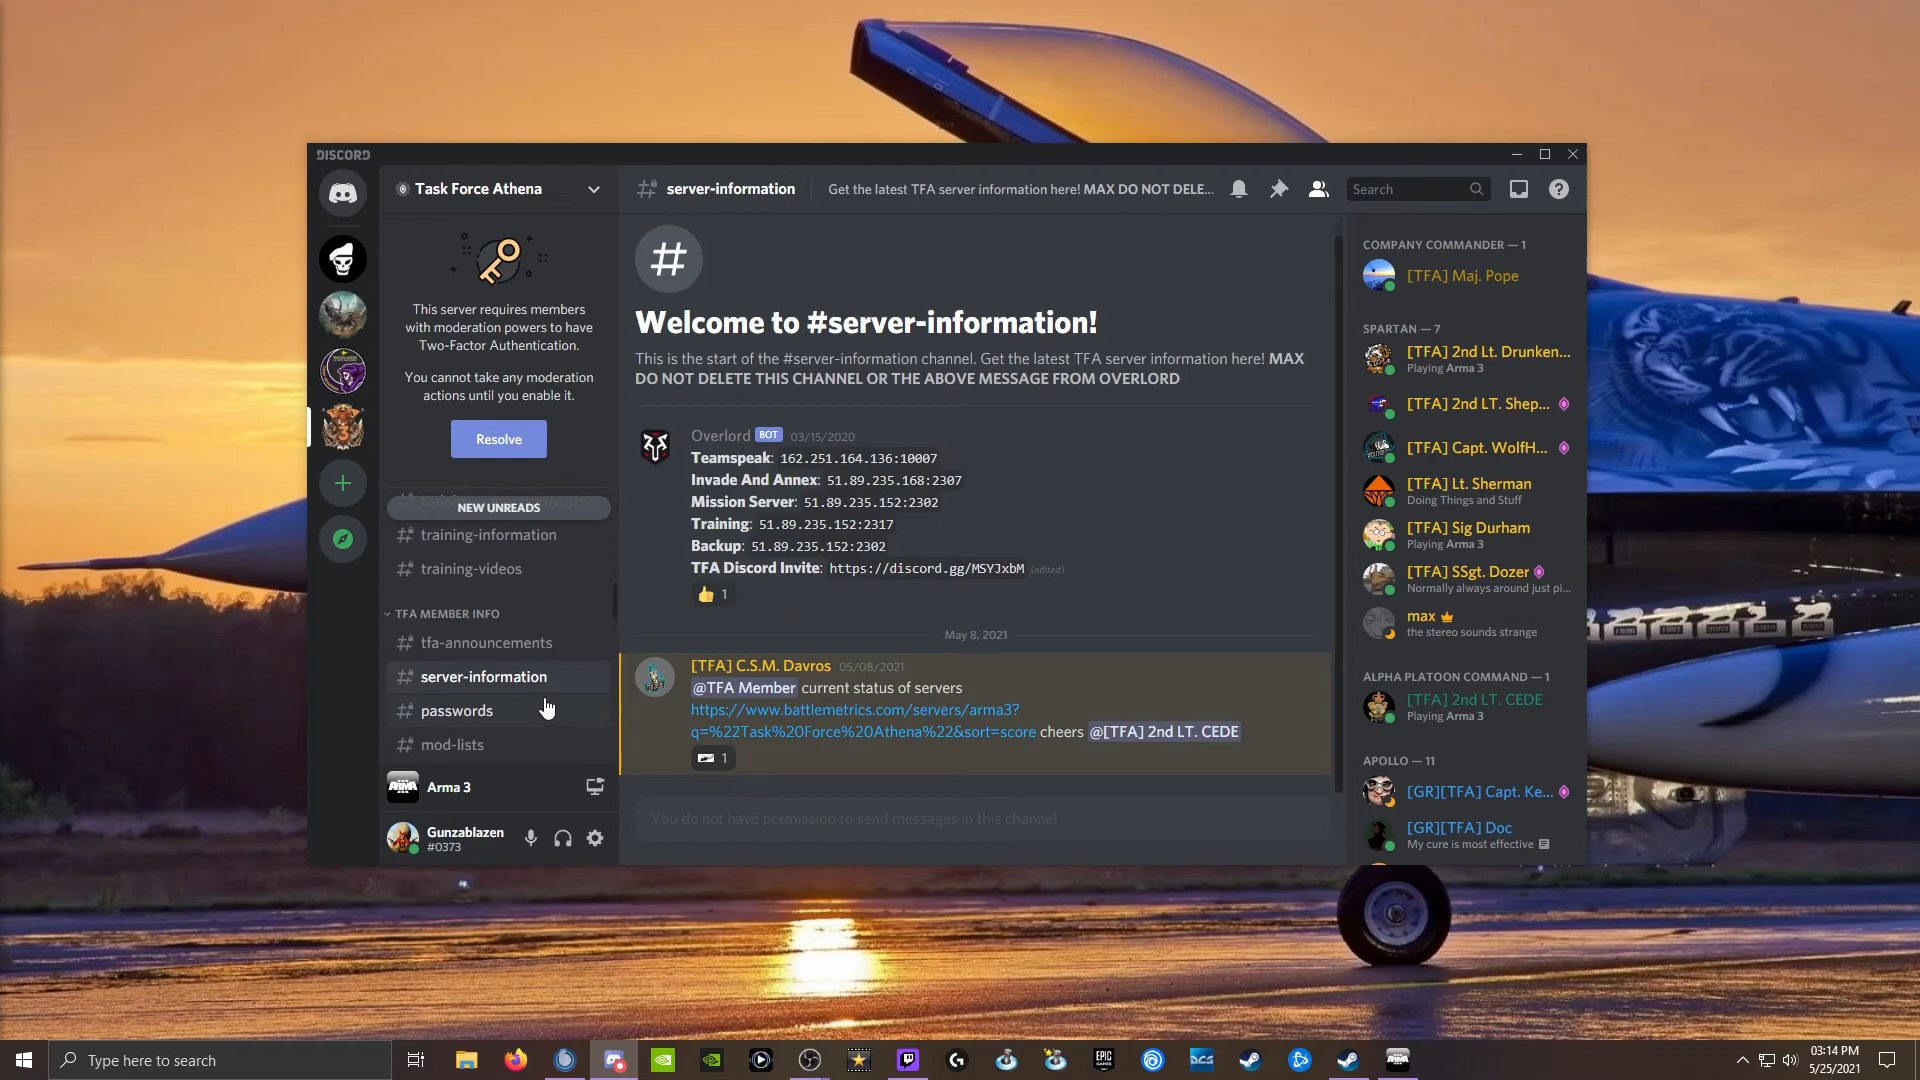 DISCORD
Task Force Athena
This server requires members
with moderation powers to have
Two-Factor Authentication.
You cannot take any moderation
actions until you enable it.
Resolve
NEW UNREADS
training-information
training-videos
TFA MEMBER INFO
tfa-announcements
server-information
passwords
mod-lists
Arma 3
Gunzablazen
#0373
server-information
Get the latest TFA server information here! MAX DO NOT DELE...
Search
Welcome to #server-information!
This is the start of the #server-information channel. Get the latest TFA server information here! MAX
DO NOT DELETE THIS CHANNEL OR THE ABOVE MESSAGE FROM OVERLORD
Overlord BOT 03/15/2020
Teamspeak: 162.251.164.136:10007
Invade And Annex: 51.89.235.168:2307
Mission Server: 51.89.235.152:2302
Training: 51.89.235.152:2317
Backup: 51.89.235.152:2302
TFA Discord Invite: https://discord.gg/MSYJxbM (edited)
1
May 8, 2021
[TFA] C.S.M. Davros 05/08/2021
@TFA Member current status of servers
https://www.battlemetrics.com/servers/arma3?
q=%22Task%20Force%20Athena%22&sort=score cheers @[TFA] 2nd LT. CEDE
1
You do not have permission to send messages in this channel
COMPANY COMMANDER — 1
[TFA] Maj. Pope
SPARTAN — 7
[TFA] 2nd Lt. Drunken...
Playing Arma 3
[TFA] 2nd LT. Shep...
[TFA] Capt. WolfH...
[TFA] Lt. Sherman
Doing Things and Stuff
[TFA] Sig Durham
Playing Arma 3
[TFA] SSgt. Dozer
Normally always around just pi...
max
the stereo sounds strange
ALPHA PLATOON COMMAND — 1
[TFA] 2nd LT. CEDE
Playing Arma 3
APOLLO — 11
[GR][TFA] Capt. Ke...
[GR][TFA] Doc
My cure is most effective
Type here to search
EPIC
GAMES
DCS
03:14 PM
5/25/2021